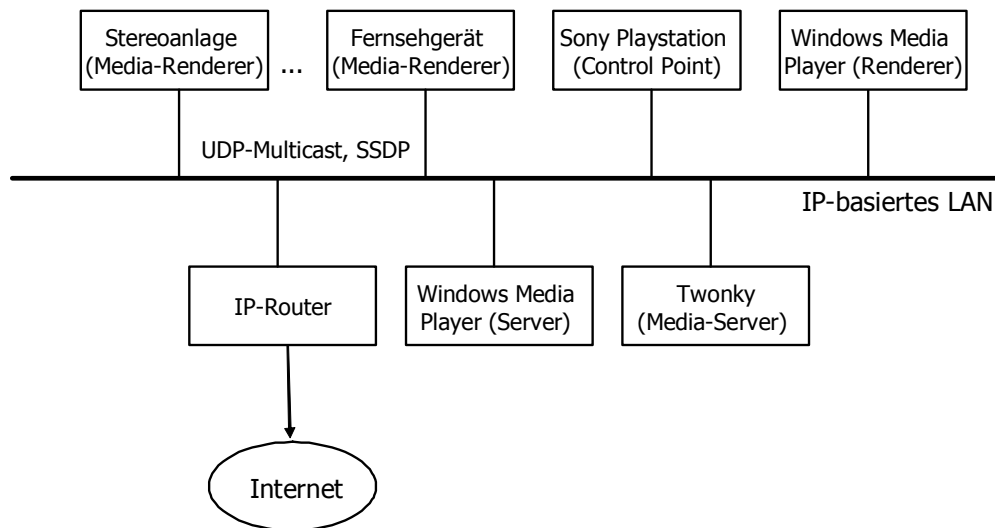 Stereoanlage
(Media-Renderer)
...
Fernsehgerät
(Media-Renderer)
Sony Playstation
(Control Point)
Windows Media
Player (Renderer)
UDP-Multicast, SSDP
IP-basiertes LAN
IP-Router
Windows Media
Player (Server)
Twonky
(Media-Server)
Internet